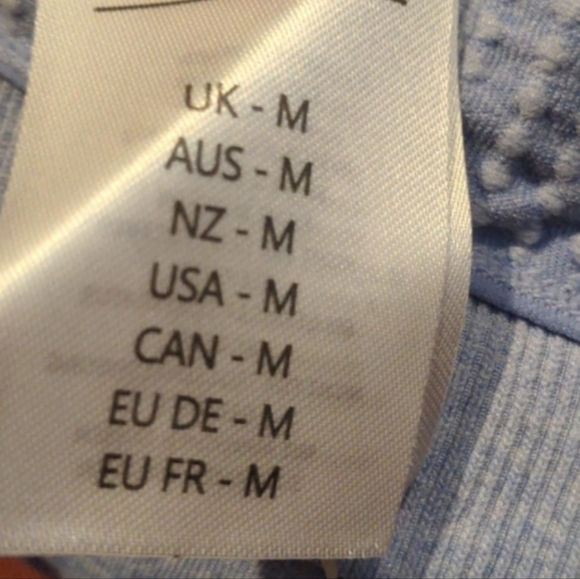 UK - M
AUS - M
NZ - M
USA - M
CAN - M
EU DE - M
EU FR - M